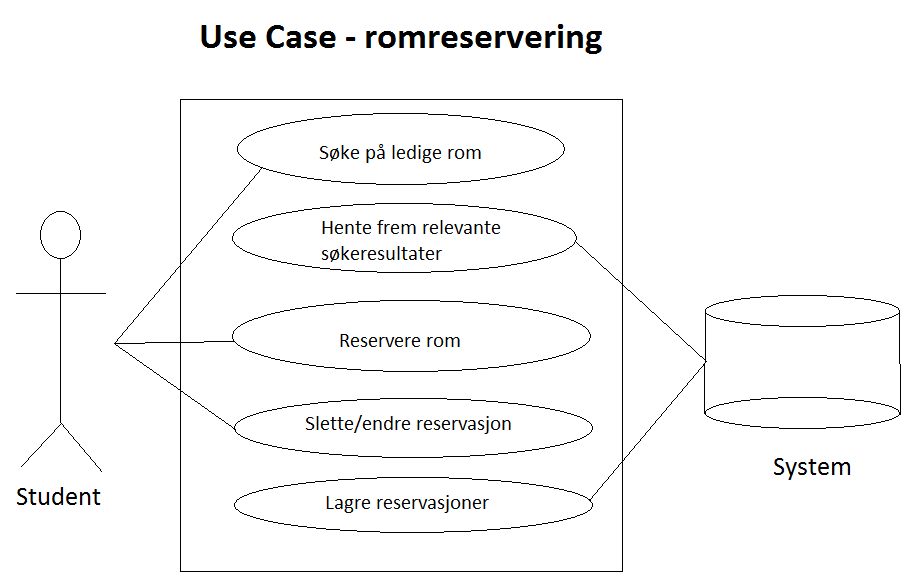 Use Case - romreservering
Søke på ledige rom
Hente frem relevante
søkeresultater
Reservere rom
Slette/endre reservasjon
Lagre reservasjoner
Student
System